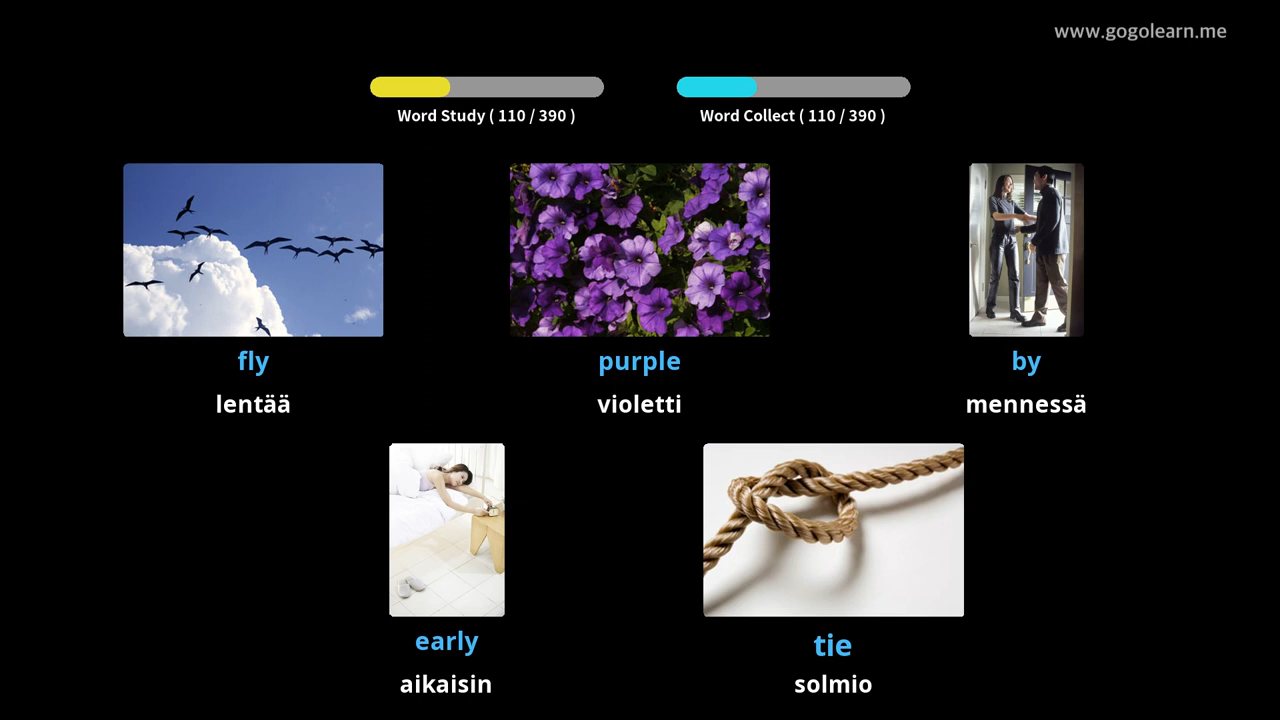 www.gogolearn.me
Word Study ( 110 / 390 )
Word Collect ( 110 / 390 )
fly
lentää
purple
violetti
by
mennessä
early
aikaisin
tie
solmio